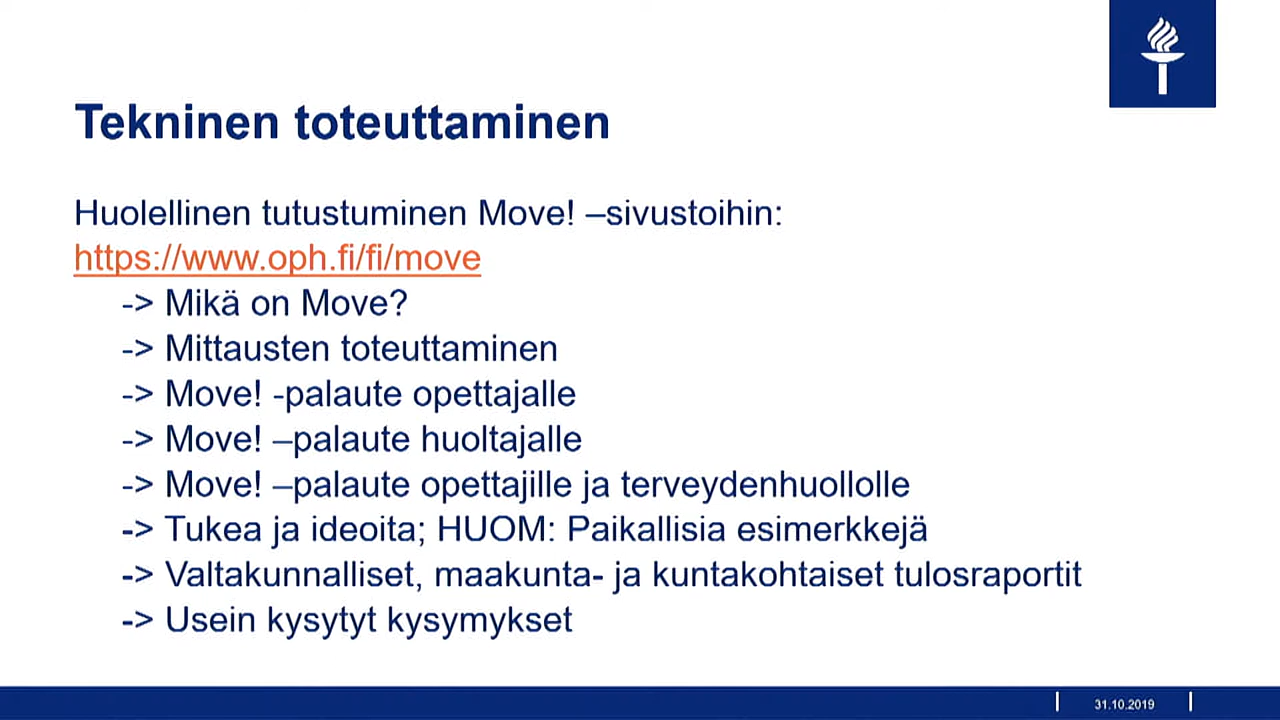 Tekninen toteuttaminen
Huolellinen tutustuminen Move! –sivustoihin:
https://www.oph.fi/fi/move
-> Mikä on Move?
-> Mittausten toteuttaminen
-> Move! -palaute opettajalle
-> Move! –palaute huoltajalle
-> Move! –palaute opettajille ja terveydenhuollolle
-> Tukea ja ideoita; HUOM: Paikallisia esimerkkejä
-> Valtakunnalliset, maakunta- ja kuntakohtaiset tulosraportit
-> Usein kysytyt kysymykset
31.10.2019